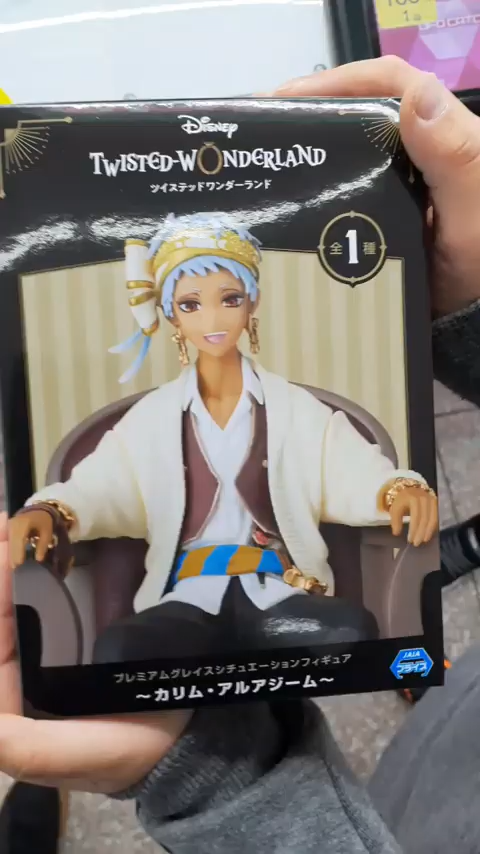 Disney
TWISTED-WONDERLAND
ツイステッドワンダーランド
全1種
プレミアムグレイスシチュエーションフィギュア
～カリム・アルアジーム～
JAIA
プライズ